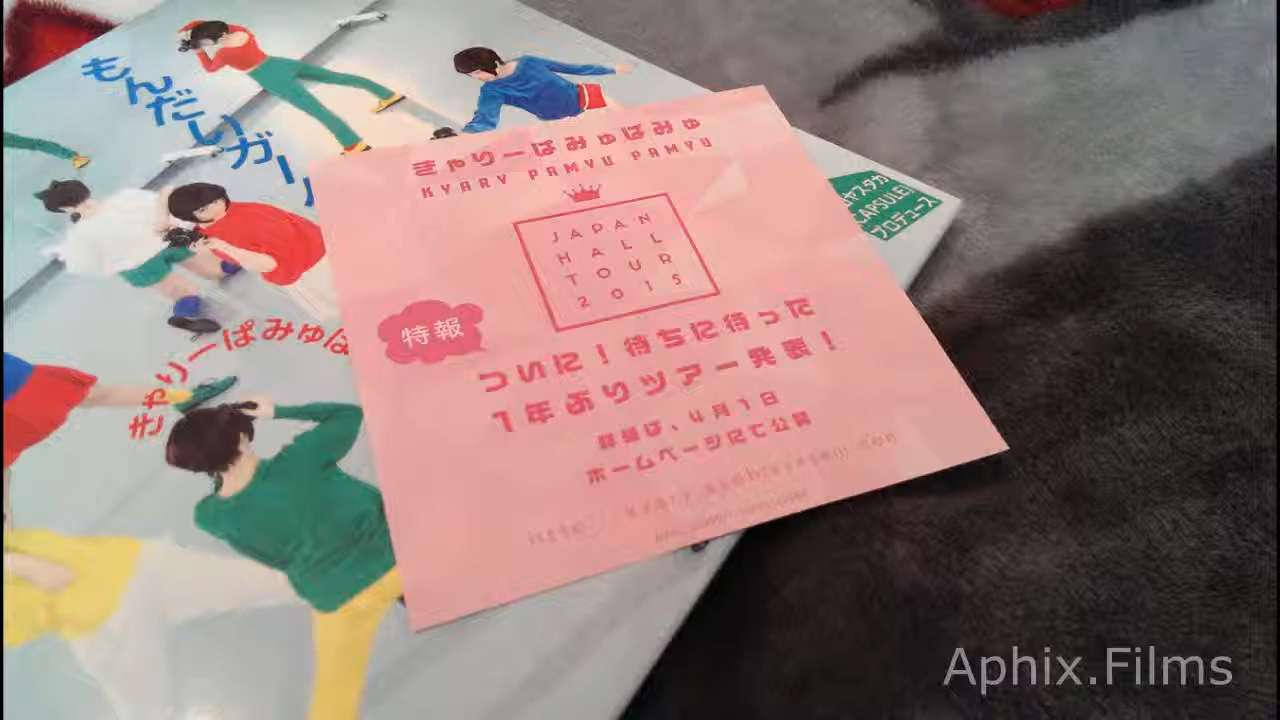 もんだいガール
きゃりーぱみゅぱ
きゃりーぱみゅぱみゅ
KYARY PAMYU PAMYU
JAPAN
HALL
TOUR
2015
特報
ついに！待ちに待った
1年ぶりツアー発表！
詳細は、4月1日
ホームページにて公開
ヤスタカ
CAPSULE)
プロデュース
Aphix.Films